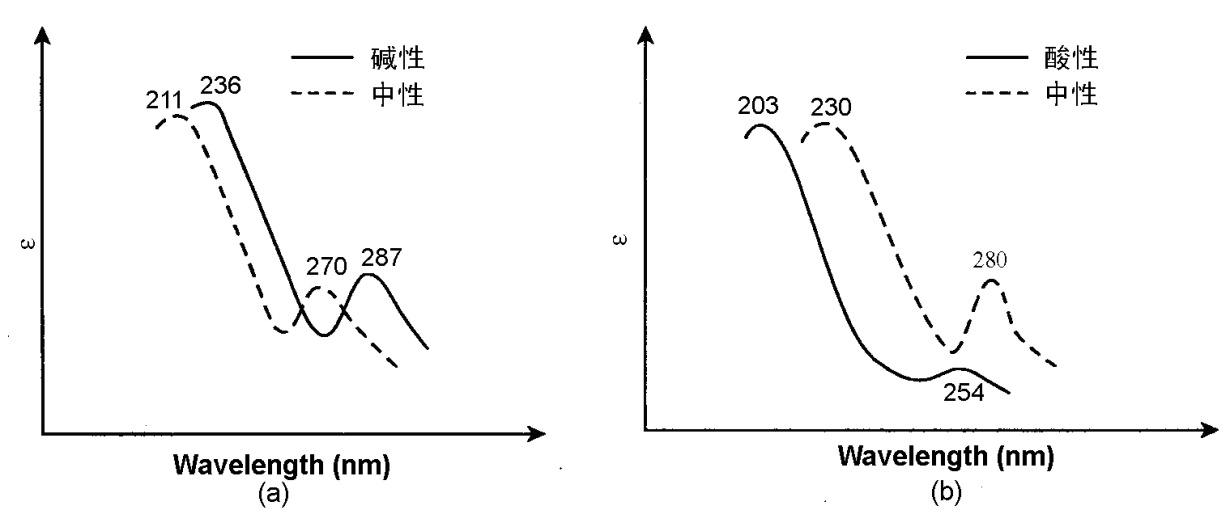 碱性
中性
211
236
270
287
ε
Wavelength (nm)
(a)
酸性
中性
203
230
280
254
ε
Wavelength (nm)
(b)